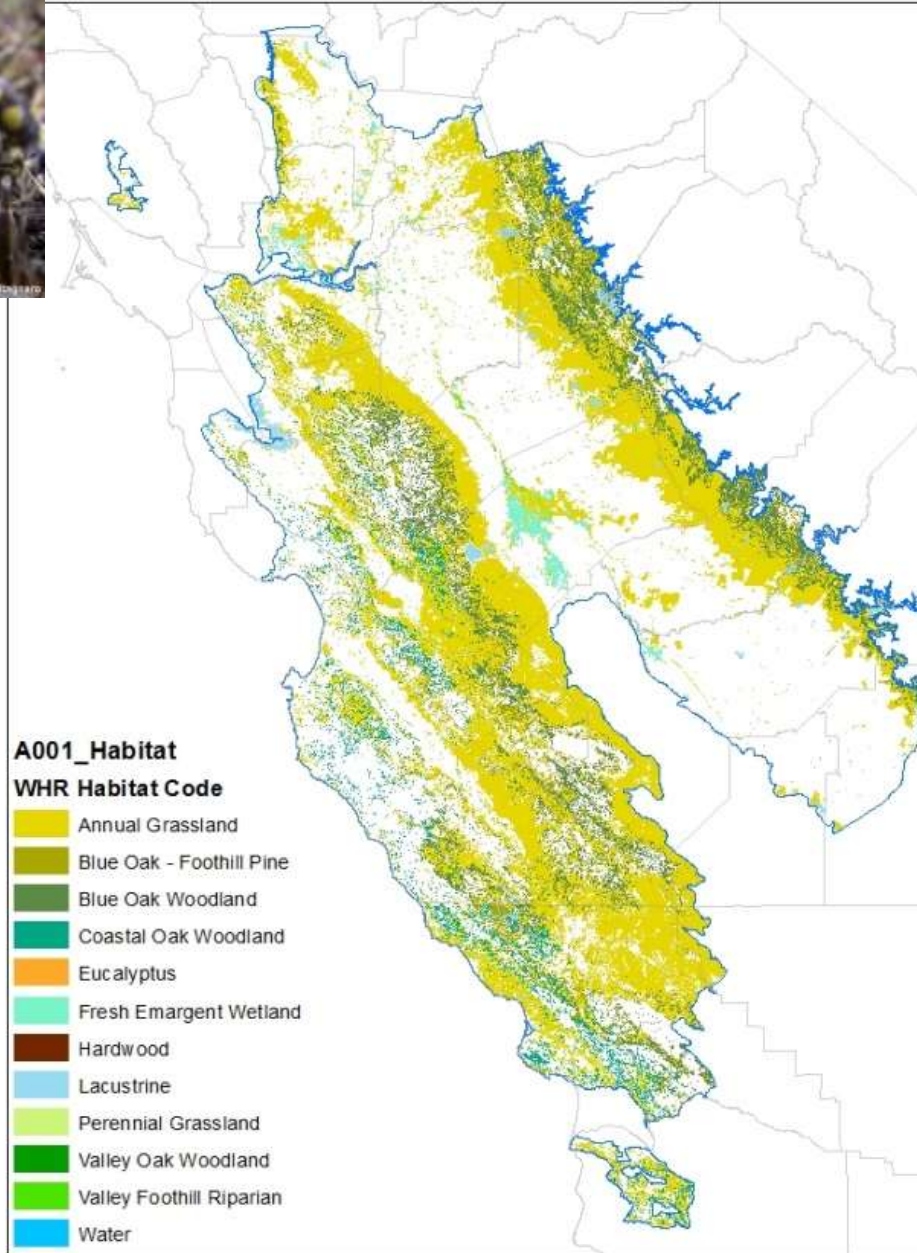 A001_Habitat
WHR Habitat Code
Annual Grassland
Blue Oak - Foothill Pine
Blue Oak Woodland
Coastal Oak Woodland
Eucalyptus
Fresh Emargent Wetland
Hardwood
Lacustrine
Perennial Grassland
Valley Oak Woodland
Valley Foothill Riparian
Water